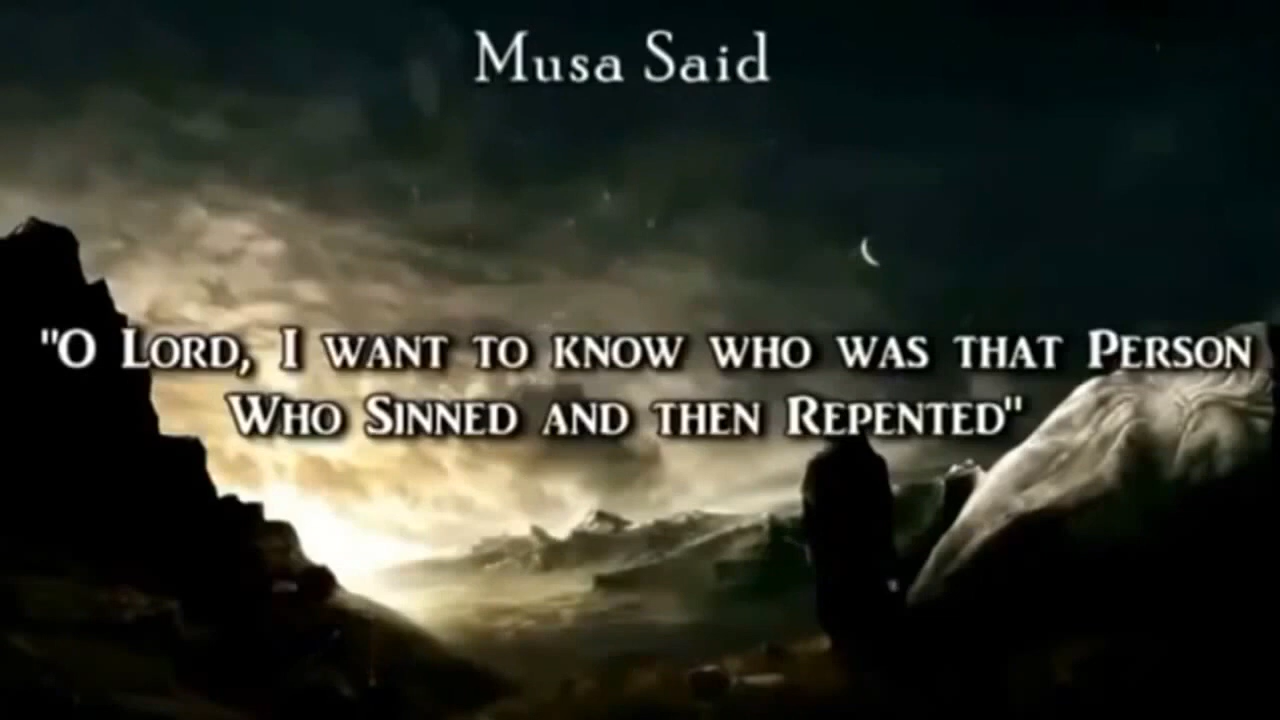 Musa Said
"O Lord, I want to know who was that Person
Who Sinned and then Repented"